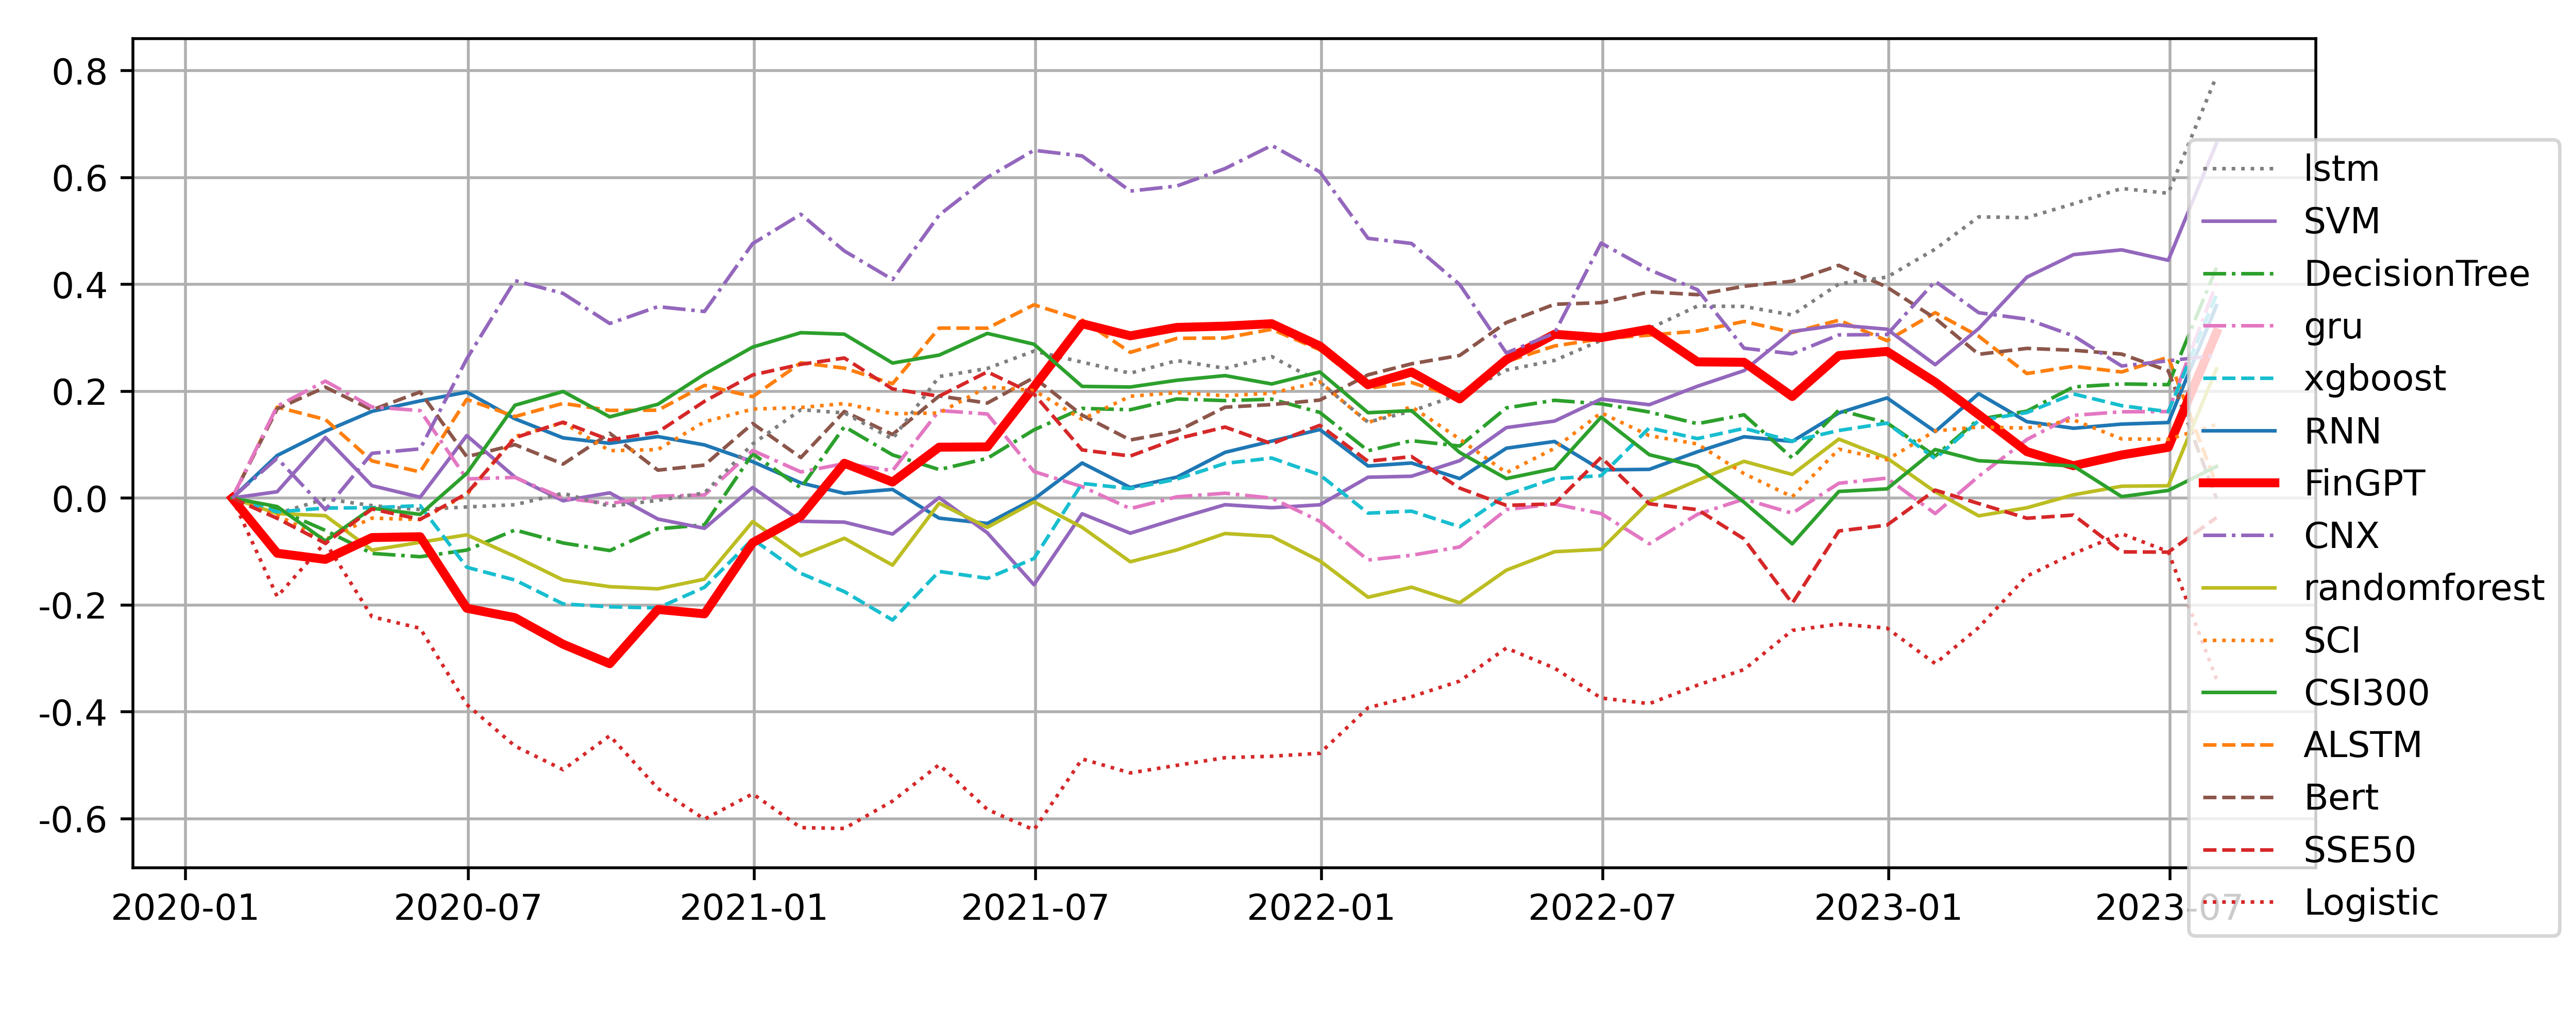 0.8
0.6
0.4
0.2
0.0
-0.2
-0.4
-0.6
2020-01
2020-07
2021-01
2021-07
2022-01
2022-07
2023-01
2023-07
lstm
SVM
DecisionTree
gru
xgboost
RNN
FinGPT
CNX
randomforest
SCI
CSI300
ALSTM
Bert
SSE50
Logistic